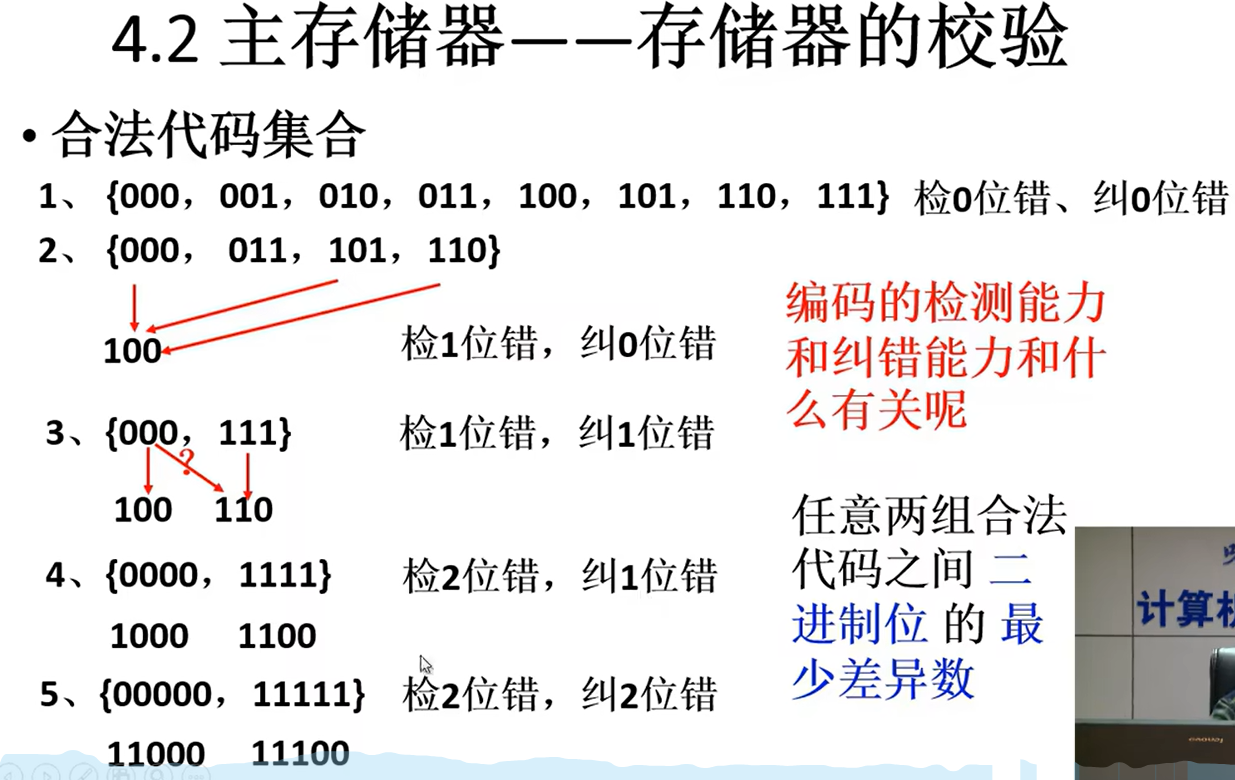 4.2 主存储器——存储器的校验
• 合法代码集合
1、 {000，001，010，011，100，101，110，111} 检0位错、纠0位错
2、 {000， 011，101，110}
100
检1位错，纠0位错
编码的检测能力
和纠错能力和什
么有关呢
3、{000，111}
检1位错，纠1位错
?
100 110
4、{0000，1111}
检2位错，纠1位错
1000 1100
5、{00000，11111}
检2位错，纠2位错
11000 11100
任意两组合法
代码之间 二
进制位 的 最
少差异数
计算机
lenovo